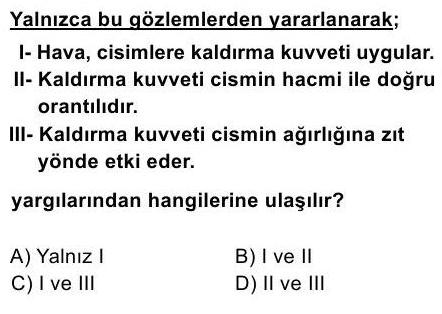 Yalnızca bu gözlemlerden yararlanarak;
I- Hava, cisimlere kaldırma kuvveti uygular.
II- Kaldırma kuvveti cismin hacmi ile doğru
orantılıdır.
III- Kaldırma kuvveti cismin ağırlığına zıt
yönde etki eder.
yargılarından hangilerine ulaşılır?
A) Yalnız I B) I ve II
C) I ve III D) II ve III